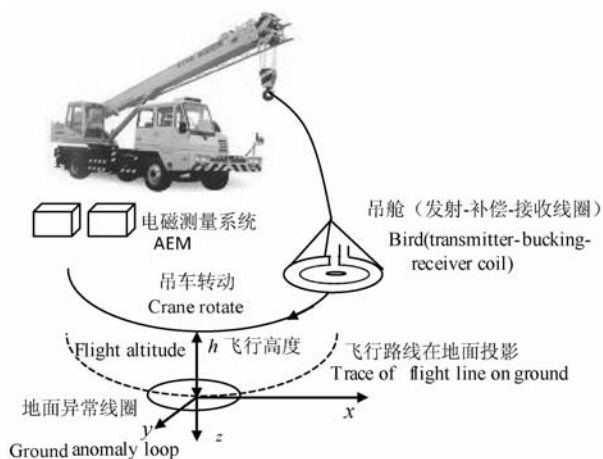 电磁测量系统
AEM
吊舱（发射-补偿-接收线圈）
Bird(transmitter-bucking-
receiver coil)
吊车转动
Crane rotate
Flight altitude
h 飞行高度
飞行路线在地面投影
Trace of flight line on ground
地面异常线圈
Ground anomaly loop
x
y
z